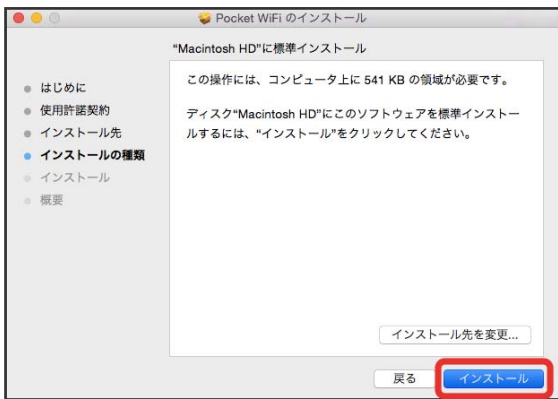 Pocket WiFi のインストール
"Macintosh HD"に標準インストール
はじめに
使用許諾契約
インストール先
インストールの種類
インストール
概要
この操作には、コンピュータ上に 541 KB の領域が必要です。
ディスク"Macintosh HD"にこのソフトウェアを標準インストー
ルするには、"インストール"をクリックしてください。
インストール先を変更...
戻る
インストール